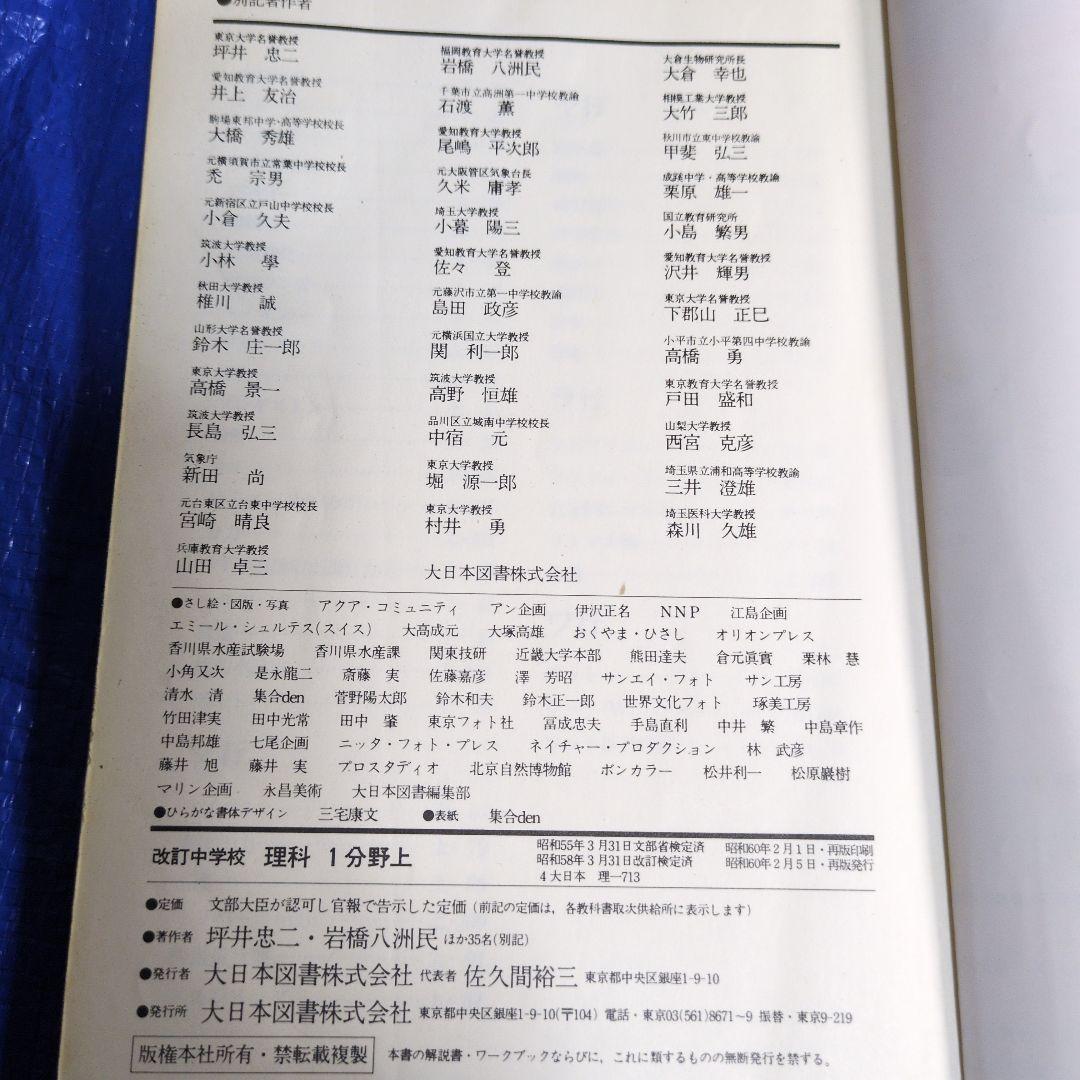 ●別記著作者
東京大学名誉教授
坪井 忠二
愛知教育大学名誉教授
井上 友治
駒場東邦中学・高等学校校長
大橋 秀雄
元横須賀市立常葉中学校校長
禿 宗男
元新宿区立戸山中学校校長
小倉 久夫
筑波大学教授
小林 學
秋田大学教授
椎川 誠
山形大学名誉教授
鈴木 庄一郎
東京大学教授
高橋 景一
筑波大学教授
長島 弘三
気象庁
新田 尚
元台東区立台東中学校校長
宮崎 晴良
兵庫教育大学教授
山田 卓三
福岡教育大学名誉教授
岩橋 八洲民
千葉市立高洲第一中学校教諭
石渡 薫
愛知教育大学教授
尾嶋 平次郎
元大阪管区気象台長
久米 庸孝
埼玉大学教授
小暮 陽三
愛知教育大学名誉教授
佐々 登
元藤沢市立第一中学校教諭
島田 政彦
元横浜国立大学教授
関 利一郎
筑波大学教授
高野 恒雄
品川区立城南中学校校長
中宿 元
東京大学教授
堀 源一郎
東京大学教授
村井 勇
大日本図書株式会社
大倉生物研究所長
大倉 幸也
相模工業大学教授
大竹 三郎
秋川市立東中学校教諭
甲斐 弘三
成蹊中学・高等学校教諭
栗原 雄一
国立教育研究所
小島 繁男
愛知教育大学名誉教授
沢井 輝男
東京大学名誉教授
下郡山 正巳
小平市立小平第四中学校教諭
高橋 勇
東京教育大学名誉教授
戸田 盛和
山梨大学教授
西宮 克彦
埼玉県立浦和高等学校教諭
三井 澄雄
埼玉医科大学教授
森川 久雄
●さし絵・図版・写真 アクア・コミュニティ アン企画 伊沢正名 NNP 江島企画
エミール・シュルテス(スイス) 大高成元 大塚高雄 おくやま・ひさし オリオンプレス
香川県水産試験場 香川県水産課 関東技研 近畿大学本部 熊田達夫 倉元眞實 栗林 慧
小角又次 是永龍二 斎藤 実 佐藤嘉彦 澤 芳昭 サンエイ・フォト サン工房
清水 清 集合den 菅野陽太郎 鈴木和夫 鈴木正一郎 世界文化フォト 琢美工房
竹田津実 田中光常 田中 肇 東京フォト社 冨成忠夫 手島直利 中井 繁 中島章作
中島邦雄 七尾企画 ニッタ・フォト・プレス ネイチャー・プロダクション 林 武彦
藤井 旭 藤井 実 プロスタディオ 北京自然博物館 ボンカラー 松井利一 松原巖樹
マリン企画 永昌美術 大日本図書編集部
●ひらがな書体デザイン 三宅康文 ●表紙 集合den
改訂中学校 理科 1分野上
昭和55年3月31日文部省検定済 昭和60年2月1日・再版印刷
昭和58年3月31日改訂検定済 昭和60年2月5日・再版発行
4 大日本 理―713
●定価 文部大臣が認可し官報で告示した定価(前記の定価は，各教科書取次供給所に表示します)
●著作者 坪井忠二・岩橋八洲民 ほか35名(別記)
●発行者 大日本図書株式会社 代表者 佐久間裕三 東京都中央区銀座1-9-10
●発行所 大日本図書株式会社 東京都中央区銀座1-9-10(〒104) 電話・東京03(561)8671～9 振替・東京9-219
版権本社所有・禁転載複製 本書の解説書・ワークブックならびに，これに類するものの無断発行を禁ずる。